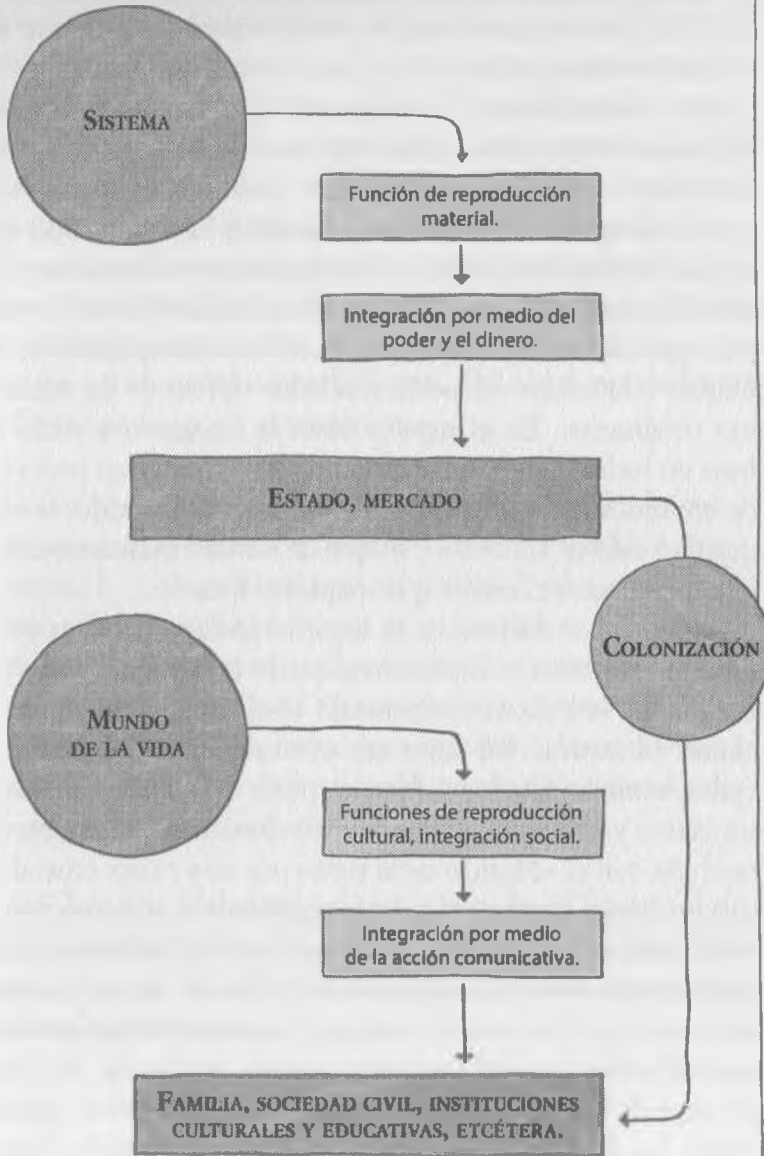 SISTEMA
Función de reproducción
material.
Integración por medio del
poder y el dinero.
ESTADO, MERCADO
COLONIZACIÓN
MUNDO
DE LA VIDA
Funciones de reproducción
cultural, integración social.
Integración por medio
de la acción comunicativa.
FAMILIA, SOCIEDAD CIVIL, INSTITUCIONES
CULTURALES Y EDUCATIVAS, ETCÉTERA.